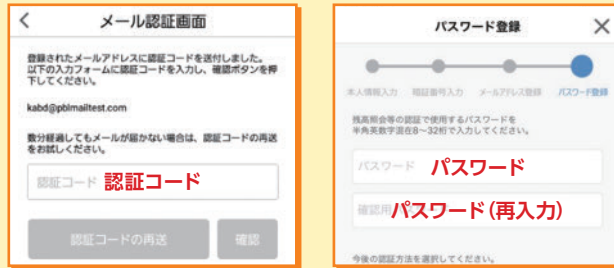 メール認証画面
登録されたメールアドレスに認証コードを送付しました。
以下の入力フォームに認証コードを入力し、確認ボタンを押
下してください。
kabd@pblmailtest.com
数分経過してもメールが届かない場合は、認証コードの再送
をお試しください。
認証コード 認証コード
認証コードの再送 確認
パスワード登録
本人情報入力 暗証番号入力 メールアドレス登録 パスワード登録
残高照会等の認証で使用するパスワードを
半角英数字混在8〜32桁で入力してください。
パスワード パスワード
確認用 パスワード(再入力)
今後の認証方法を選択してください。